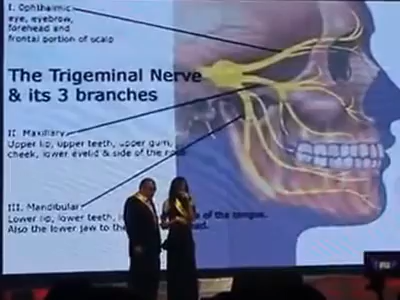 I. Ophthalmic
eye, eyebrow,
forehead and
frontal portion of scalp
The Trigeminal Nerve
& its 3 branches
II. Maxillary
Upper lip, upper teeth, upper gum,
cheek, lower eyelid & side of the
III. Mandibular
Lower lip, lower teeth, of the tongue.
Also the lower jaw to the